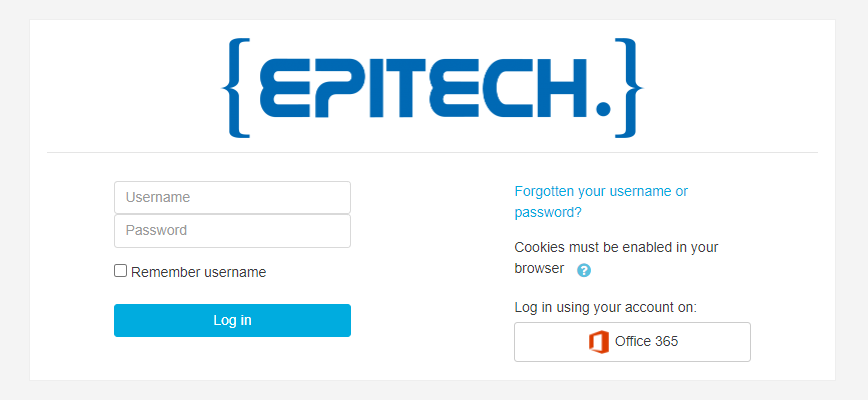 {EPITECH.}
Username
Password
Remember username
Log in
Forgotten your username or
password?
Cookies must be enabled in your
browser ?
Log in using your account on:
Office 365